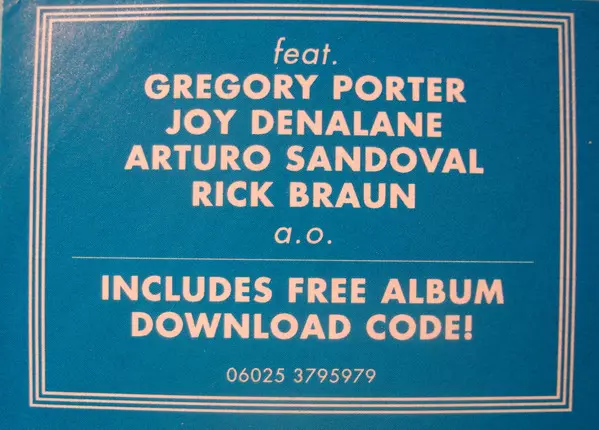 feat.
GREGORY PORTER
JOY DENALANE
ARTURO SANDOVAL
RICK BRAUN
a.o.
INCLUDES FREE ALBUM
DOWNLOAD CODE!
06025 3795979